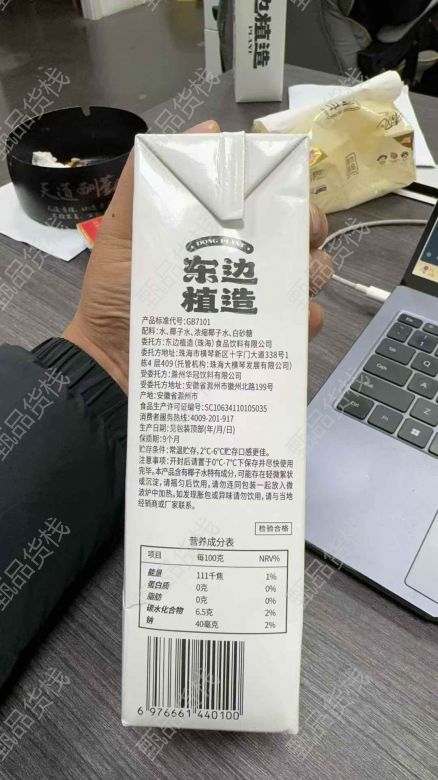 边植造
PLANT
天道酬勤
DONG PLANT
东边
植造
产品标准代号:GB7101
配料:水、椰子水、浓缩椰子水、白砂糖
委托方:东边植造(珠海)食品饮料有限公司
委托方地址:珠海市横琴新区十字门大道338号1
栋4层409(托管机构:珠海大横琴发展有限公司)
受委托方:滁州华冠饮料有限公司
受委托方地址:安徽省滁州市徽州北路199号
产地:安徽省滁州市
食品生产许可证编号:SC10634110105035
消费者服务热线:4009-201-917
生产日期:见包装顶部(年/月/日)
保质期:9个月
贮存条件:常温贮存,2℃-6℃贮存口感更佳。
注意事项:开封后请置于0℃-7℃下保存并尽快使用
完毕。本产品含有椰子水特有成分,可能存在轻微絮状
或沉淀,请摇匀后饮用。请勿连同包装一起放入微
波炉中加热。如发现胀包或异味请勿饮用,请与当地
经销商或厂家联系。
检验合格
营养成分表
项目 每100克 NRV%
能量 111千焦 1%
蛋白质 0克 0%
脂肪 0克 0%
碳水化合物 6.5克 2%
钠 40毫克 2%
6 976661 440100
甄品货栈